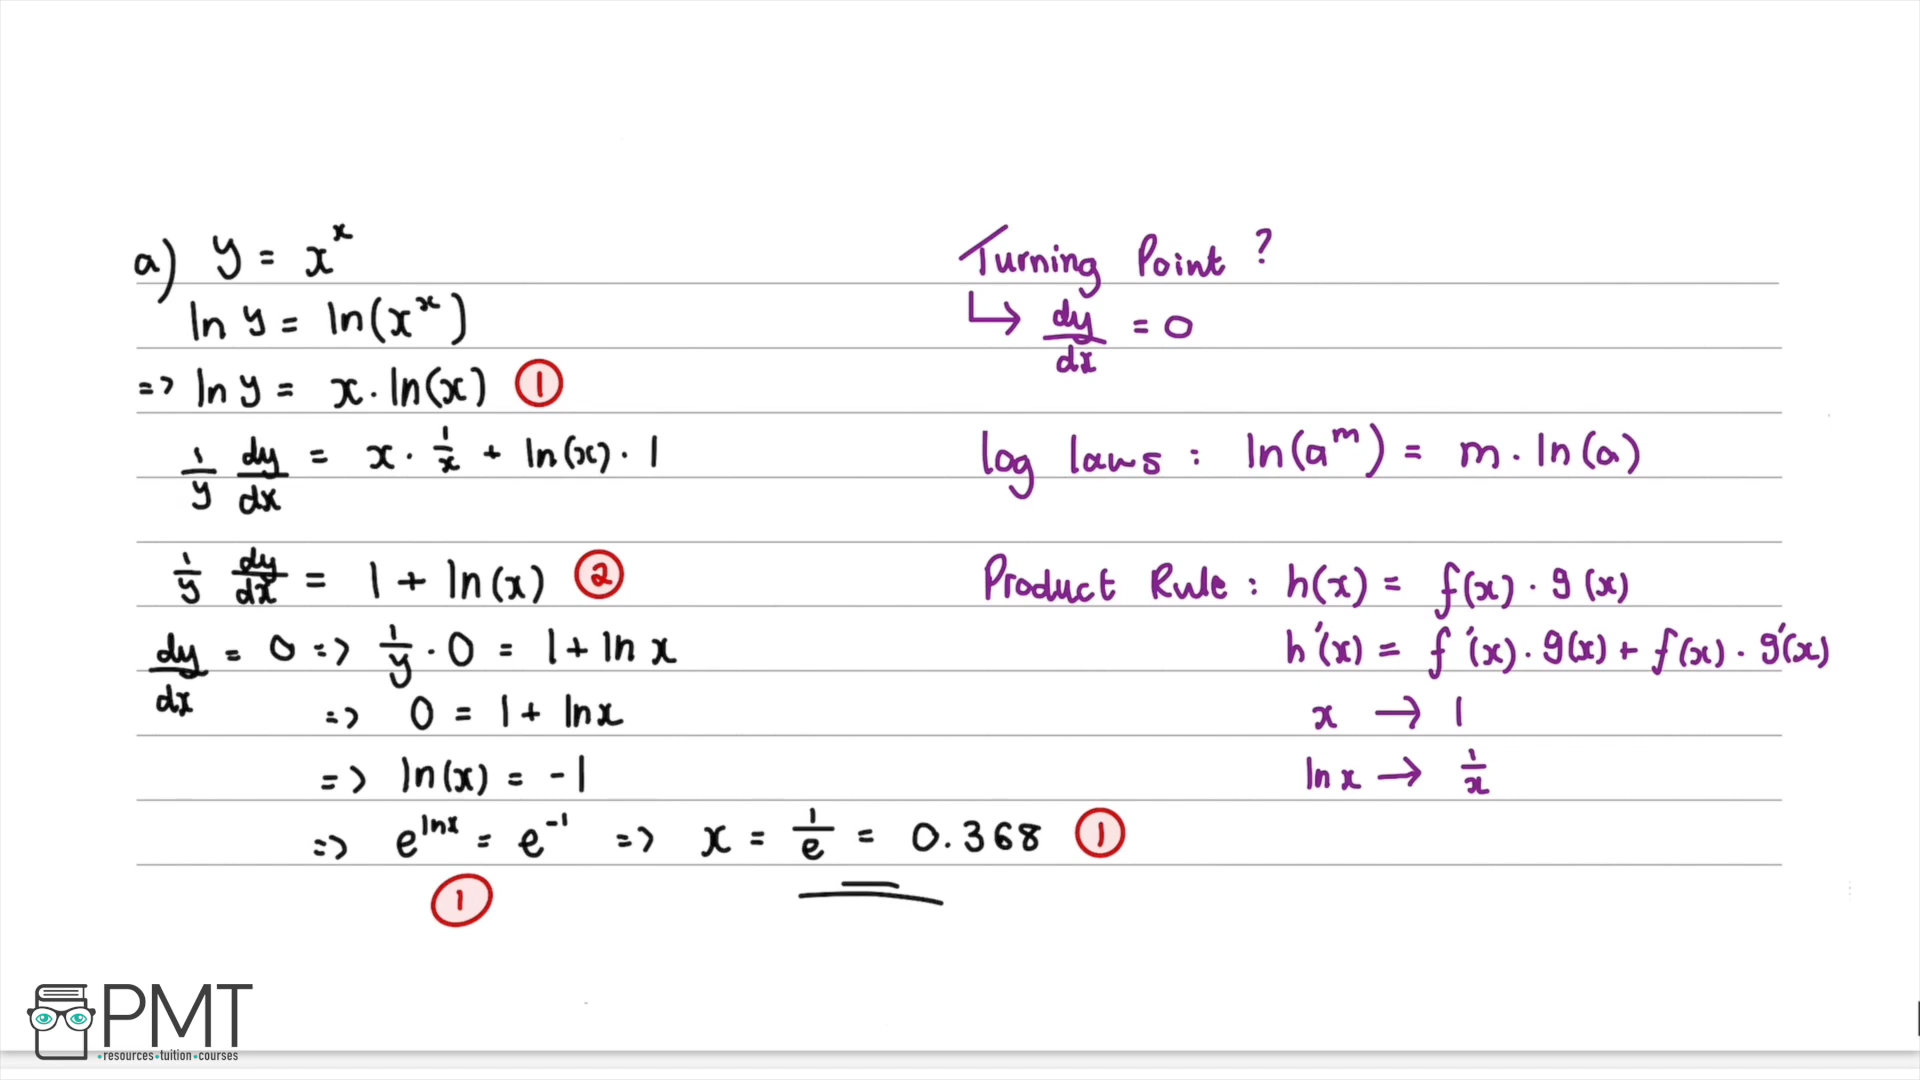 a) y = x^x
ln y = ln(x^x)
=> ln y = x · ln(x) ①
1/y dy/dx = x · 1/x + ln(x) · 1
1/y dy/dx = 1 + ln(x) ②
dy/dx = 0 => 1/y · 0 = 1 + ln x
=> 0 = 1 + ln x
=> ln(x) = -1
=> e^(ln x) = e^-1 => x = 1/e = 0.368 ①
①
Turning Point ?
↳ dy/dx = 0
log laws : ln(a^m) = m · ln(a)
Product Rule : h(x) = f(x) · g(x)
h'(x) = f'(x) · g(x) + f(x) · g'(x)
x → 1
ln x → 1/x
PMT
•resources•tuition•courses